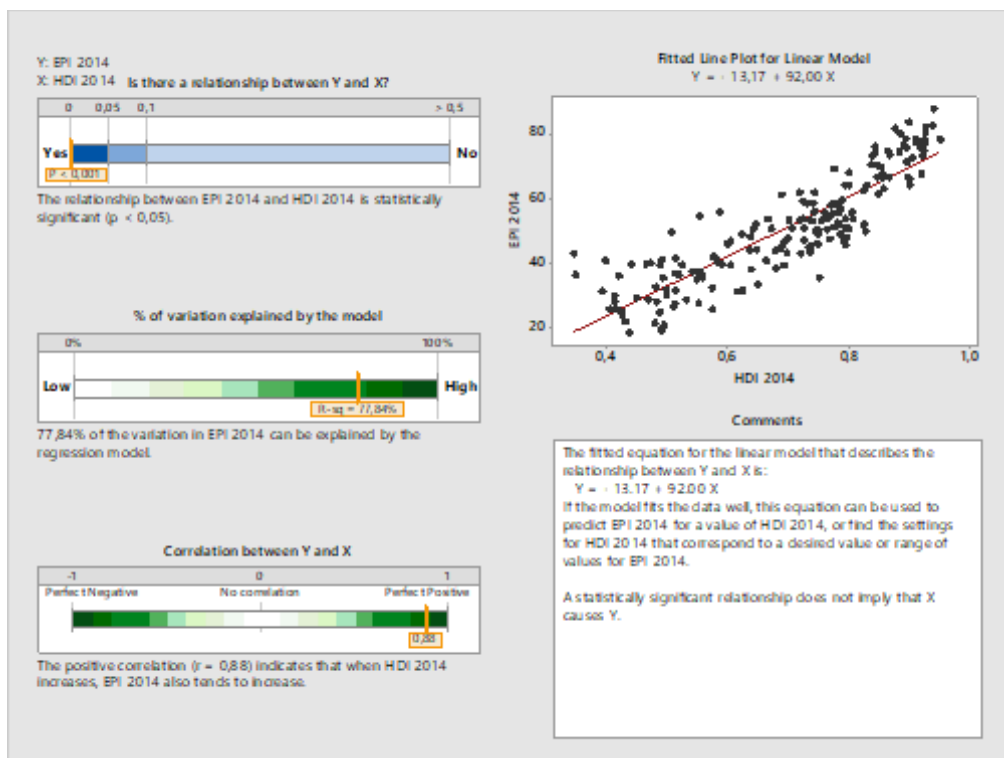 Y: EPI 2014
X: HDI 2014
Is there a relationship between Y and X?
0 0,05 0,1 > 0,5
Yes No
P < 0,001
The relationship between EPI 2014 and HDI 2014 is statistically
significant (p < 0,05).
% of variation explained by the model
0% 100%
Low High
R-sq = 77,84%
77,84% of the variation in EPI 2014 can be explained by the
regression model.
Correlation between Y and X
-1 0 1
Perfect Negative No correlation Perfect Positive
0,88
The positive correlation (r = 0,88) indicates that when HDI 2014
increases, EPI 2014 also tends to increase.
Fitted Line Plot for Linear Model
Y = - 13,17 + 92,00 X
EPI 2014
80
60
40
20
0,4 0,6 0,8 1,0
HDI 2014
Comments
The fitted equation for the linear model that describes the
relationship between Y and X is:
Y = - 13.17 + 92.00 X
If the model fits the data well, this equation can be used to
predict EPI 2014 for a value of HDI 2014, or find the settings
for HDI 2014 that correspond to a desired value or range of
values for EPI 2014.
A statistically significant relationship does not imply that X
causes Y.